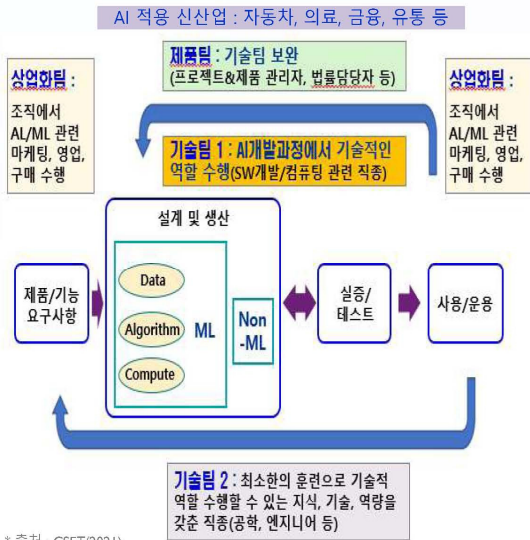 AI 적용 신산업 : 자동차, 의료, 금융, 유통 등
상업화팀 :
조직에서
AL/ML 관련
마케팅, 영업,
구매 수행
제품팀 : 기술팀 보완
(프로젝트&제품 관리자, 법률담당자 등)
상업화팀 :
조직에서
AL/ML 관련
마케팅, 영업,
구매 수행
기술팀 1 : AI개발과정에서 기술적인
역할 수행(SW개발/컴퓨팅 관련 직종)
제품/기능
요구사항
설계 및 생산
Data
Algorithm
Compute
ML
Non
-ML
실증/
테스트
사용/운용
기술팀 2 : 최소한의 훈련으로 기술적
역할 수행할 수 있는 지식, 기술, 역량을
갖춘 직종(공학, 엔지니어 등)
* 출처 : CSET(2021)